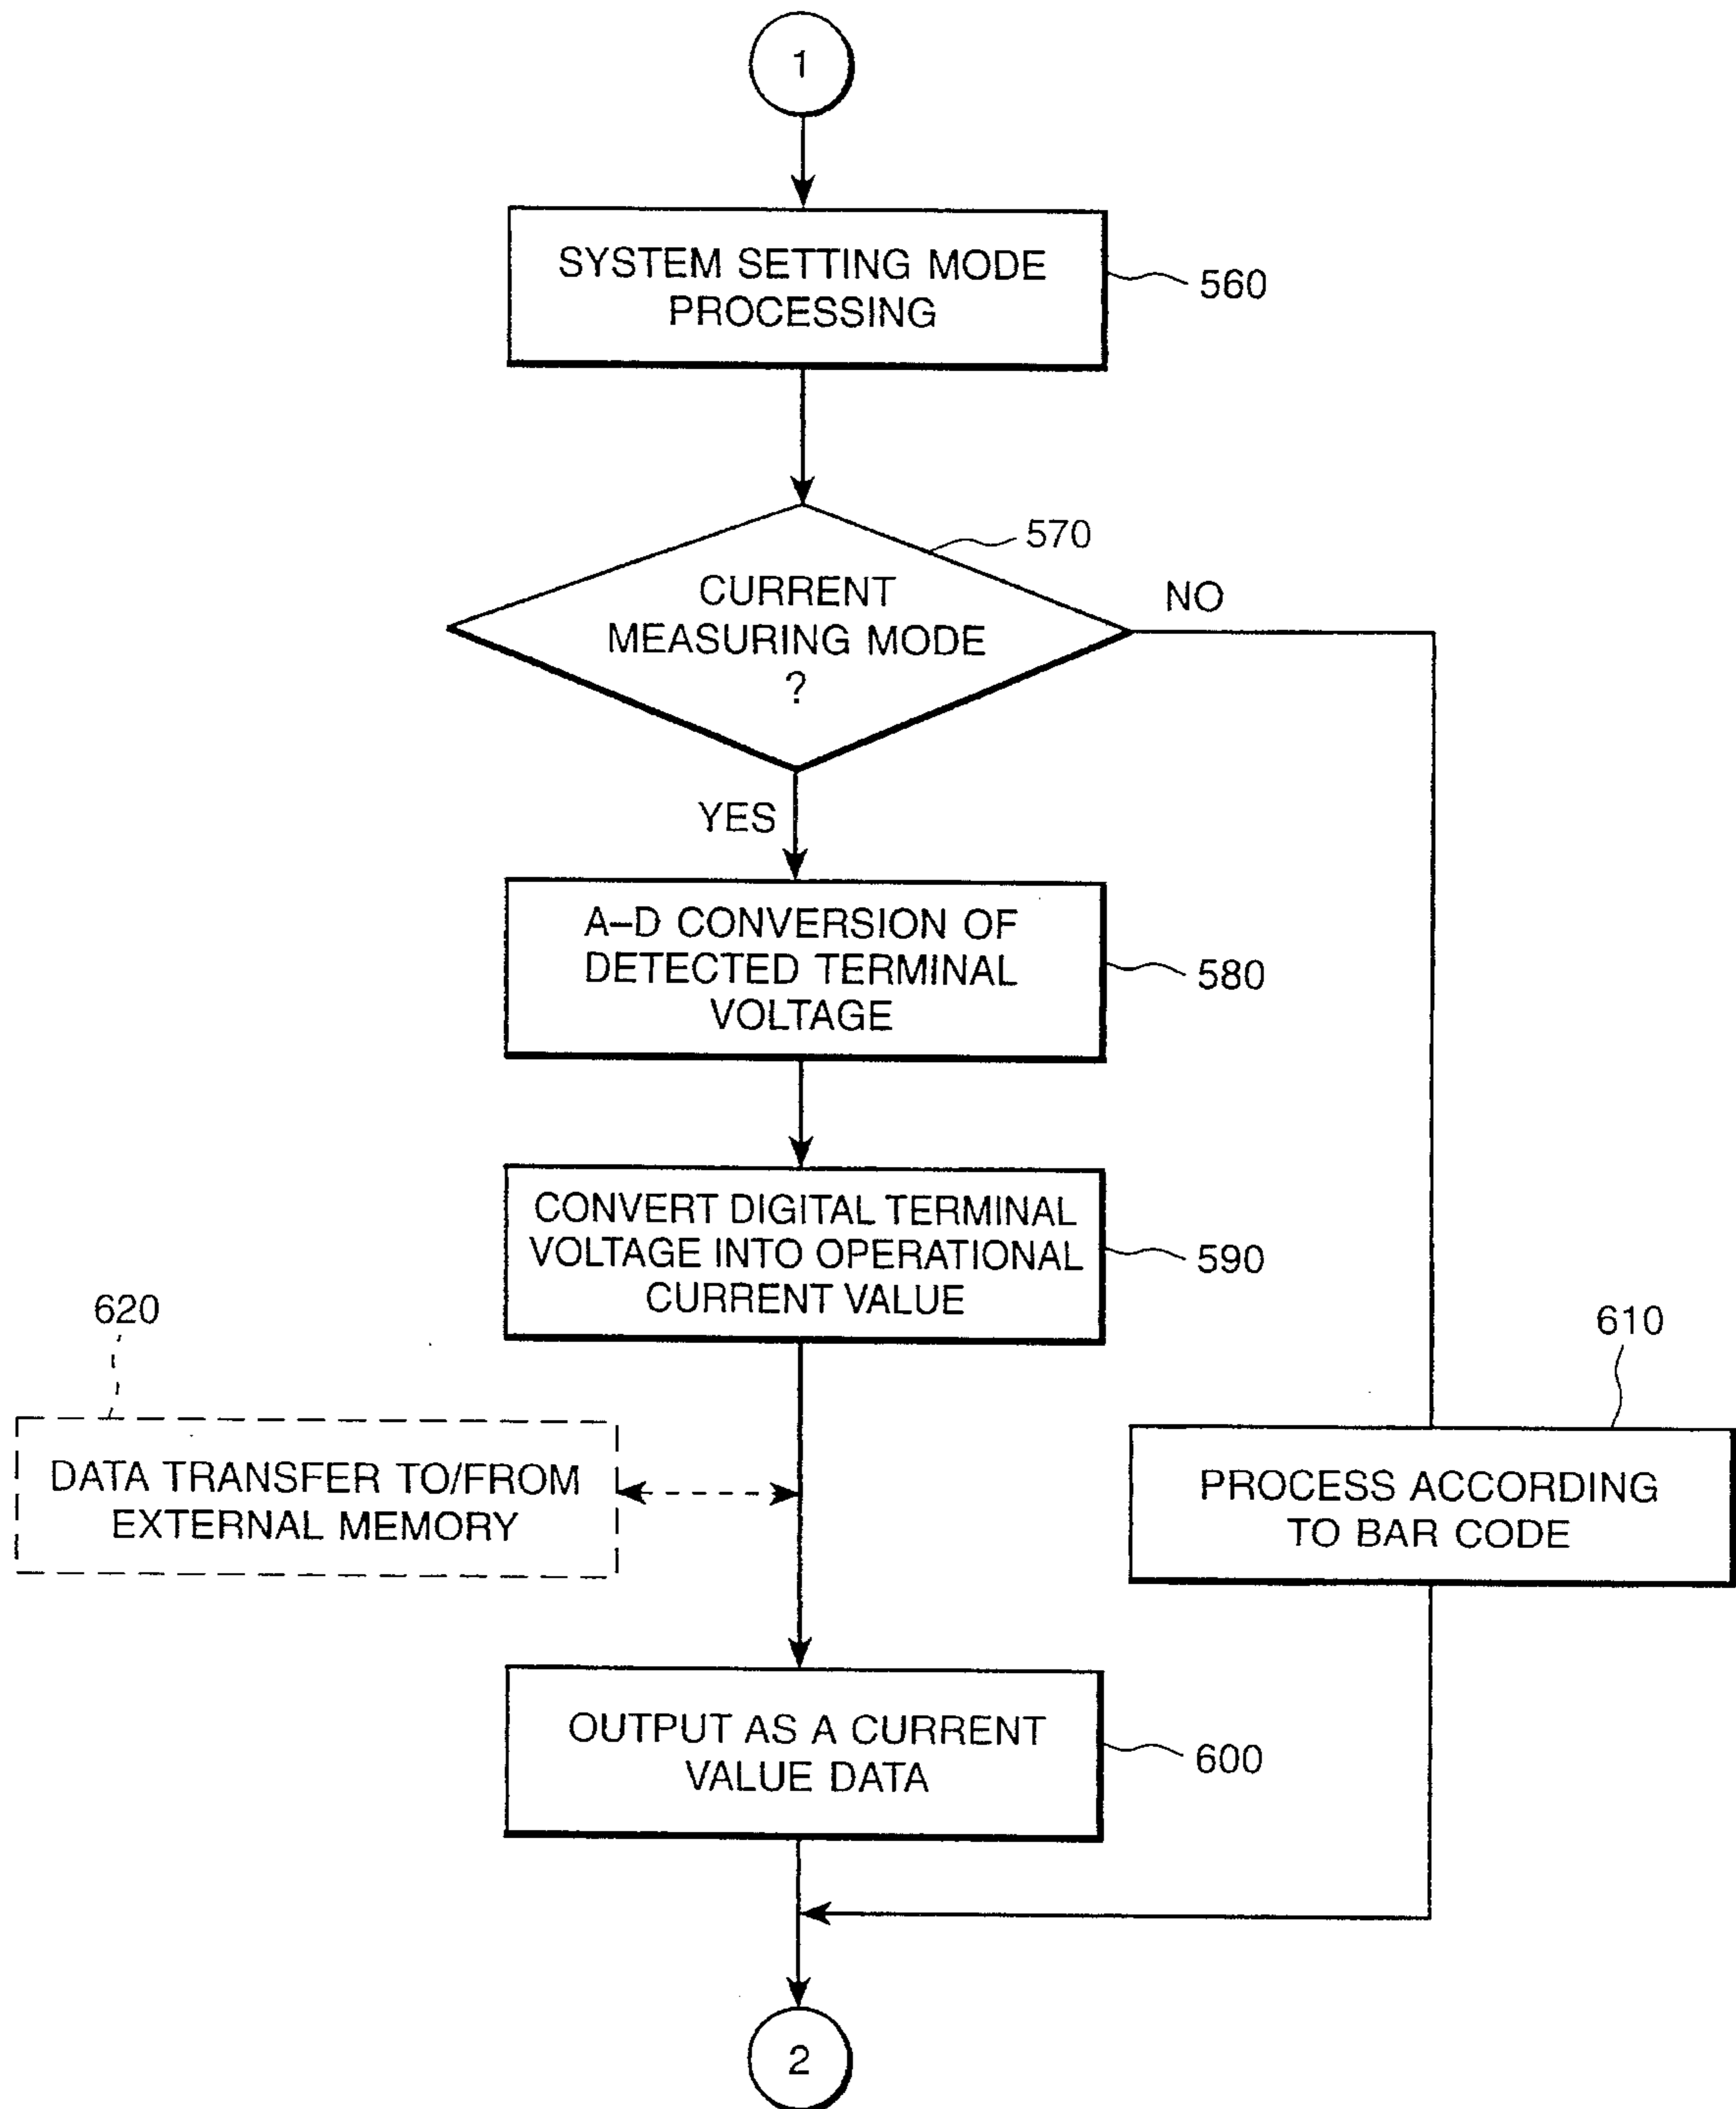 1
SYSTEM SETTING MODE
PROCESSING
560
570
CURRENT
MEASURING MODE
?
NO
YES
A–D CONVERSION OF
DETECTED TERMINAL
VOLTAGE
580
CONVERT DIGITAL TERMINAL
VOLTAGE INTO OPERATIONAL
CURRENT VALUE
590
620
DATA TRANSFER TO/FROM
EXTERNAL MEMORY
610
PROCESS ACCORDING
TO BAR CODE
OUTPUT AS A CURRENT
VALUE DATA
600
2